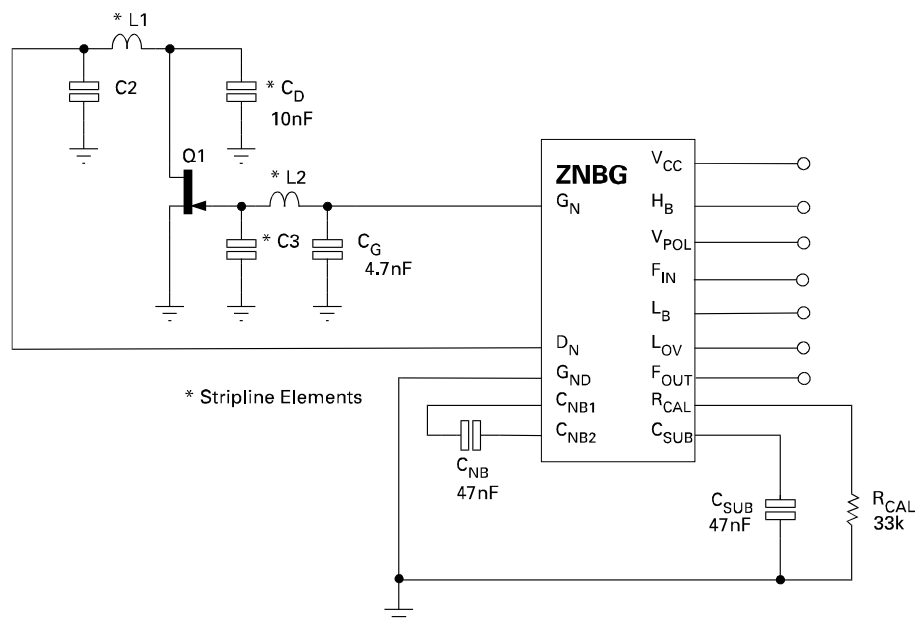 * L1
C2
* C_D
10nF
Q1
* L2
* C3
C_G
4.7nF
ZNBG
G_N
D_N
G_ND
C_NB1
C_NB2
V_CC
H_B
V_POL
F_IN
L_B
L_OV
F_OUT
R_CAL
C_SUB
* Stripline Elements
C_NB
47nF
C_SUB
47nF
R_CAL
33k